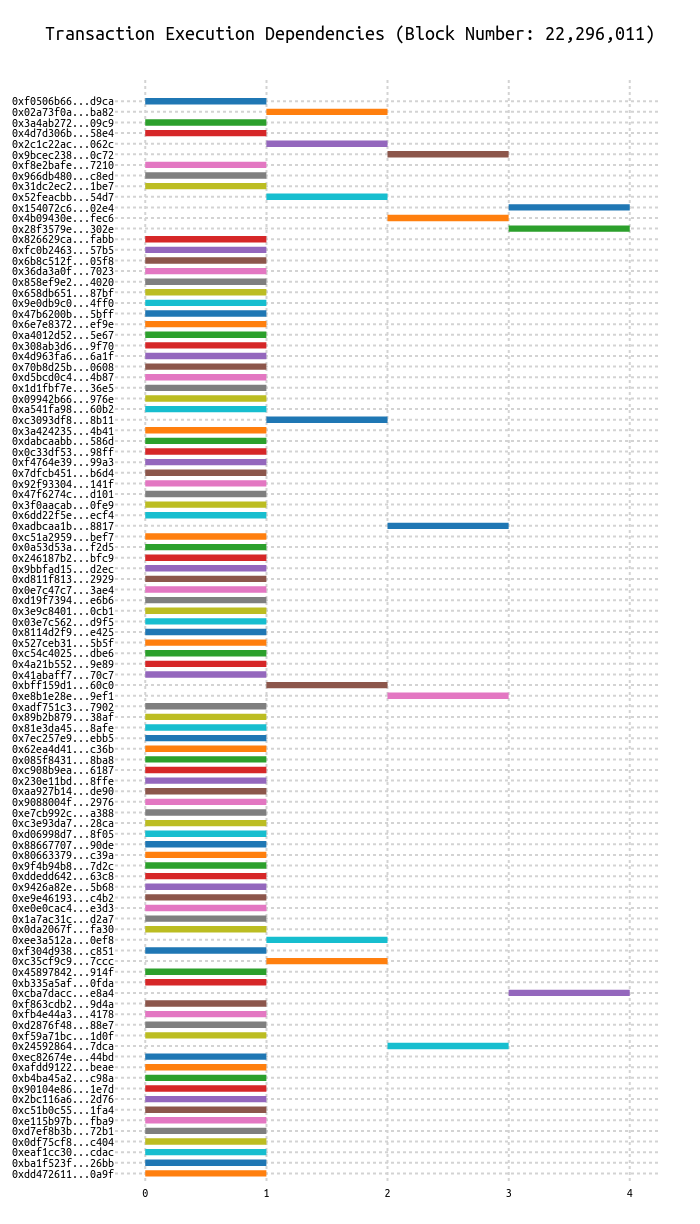 Transaction Execution Dependencies (Block Number: 22,296,011)
0xf0506b66...d9ca
0x02a73f0a...ba82
0x3a4ab272...09c9
0x4d7d306b...58e4
0x2c1c22ac...062c
0x9bcec238...0c72
0xf8e2bafe...7210
0x966db480...c8ed
0x31dc2ec2...1be7
0x52feacbb...54d7
0x154072c6...02e4
0x4b09430e...fec6
0x28f3579e...302e
0x826629ca...fabb
0xfc0b2463...57b5
0x6b8c512f...05f8
0x36da3a0f...7023
0x858ef9e2...4020
0x658db651...87bf
0x9e0db9c0...4ff0
0x47b6200b...5bff
0x6e7e8372...ef9e
0xa4012d52...5e67
0x308ab3d6...9f70
0x4d963fa6...6a1f
0x70b8d25b...0608
0xd5bcd0c4...4b87
0x1d1fbf7e...36e5
0x09942b66...976e
0xa541fa98...60b2
0xc3093df8...8b11
0x3a424235...4b41
0xdabcaabb...586d
0x0c33df53...98ff
0xf4764e39...99a3
0x7dfcb451...b6d4
0x92f93304...141f
0x47f6274c...d101
0x3f0aacab...0fe9
0x6dd22f5e...ecf4
0xadbcaa1b...8817
0xc51a2959...bef7
0x0a53d53a...f2d5
0x246187b2...bfc9
0x9bbfad15...d2ec
0xd811f813...2929
0x0e7c47c7...3ae4
0xd19f7394...e6b6
0x3e9c8401...0cb1
0x03e7c562...d9f5
0x8114d2f9...e425
0x527ceb31...5b5f
0xc54c4025...dbe6
0x4a21b552...9e89
0x41abaff7...70c7
0xbff159d1...60c0
0xe8b1e28e...9ef1
0xadf751c3...7902
0x89b2b879...38af
0x81e3da45...8afe
0x7ec257e9...ebb5
0x62ea4d41...c36b
0x085f8431...8ba8
0xc908b9ea...6187
0x230e11bd...8ffe
0xaa927b14...de90
0x9088004f...2976
0xe7cb992c...a388
0xc3e93da7...28ca
0xd06998d7...8f05
0x88667707...90de
0x80663379...c39a
0x9f4b94b8...7d2c
0xddedd642...63c8
0x9426a82e...5b68
0xe9e46193...c4b2
0xe0e0cac4...e3d3
0x1a7ac31c...d2a7
0x0da2067f...fa30
0xee3a512a...0ef8
0xf304d938...c851
0xc35cf9c9...7ccc
0x45897842...914f
0xb335a5af...0fda
0xcba7dacc...e8a4
0xf863cdb2...9d4a
0xfb4e44a3...4178
0xd2876f48...88e7
0xf59a71bc...1d0f
0x24592864...7dca
0xec82674e...44bd
0xafdd9122...beae
0xb4ba45a2...c98a
0x90104e86...1e7d
0x2bc116a6...2d76
0xc51b0c55...1fa4
0xe115b97b...fba9
0xd7ef8b3b...72b1
0x0df75cf8...c404
0xeaf1cc30...cdac
0xba1f523f...26bb
0xdd472611...0a9f
0 1 2 3 4